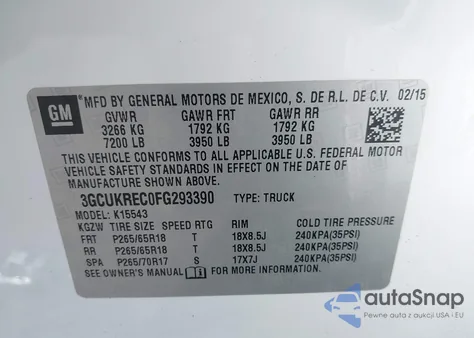 GM
MFD BY GENERAL MOTORS DE MEXICO, S. DE R.L. DE C.V. 02/15
GVWR GAWR FRT GAWR RR
3266 KG 1792 KG 1792 KG
7200 LB 3950 LB 3950 LB
THIS VEHICLE CONFORMS TO ALL APPLICABLE U.S. FEDERAL MOTOR
VEHICLE SAFETY STANDARDS IN EFFECT ON THE DATE OF
MANUFACTURE SHOWN ABOVE.
3GCUKREC0FG293390 TYPE: TRUCK
MODEL: K15543
KGZW TIRE SIZE SPEED RTG RIM COLD TIRE PRESSURE
FRT P265/65R18 T 18X8.5J 240KPA(35PSI)
RR P265/65R18 T 18X8.5J 240KPA(35PSI)
SPA P265/70R17 S 17X7J 240KPA(35PSI)
SEE OWNER'S MANUAL FOR MORE INFORMATION
autoSnap
Pewne auta z USA i EU